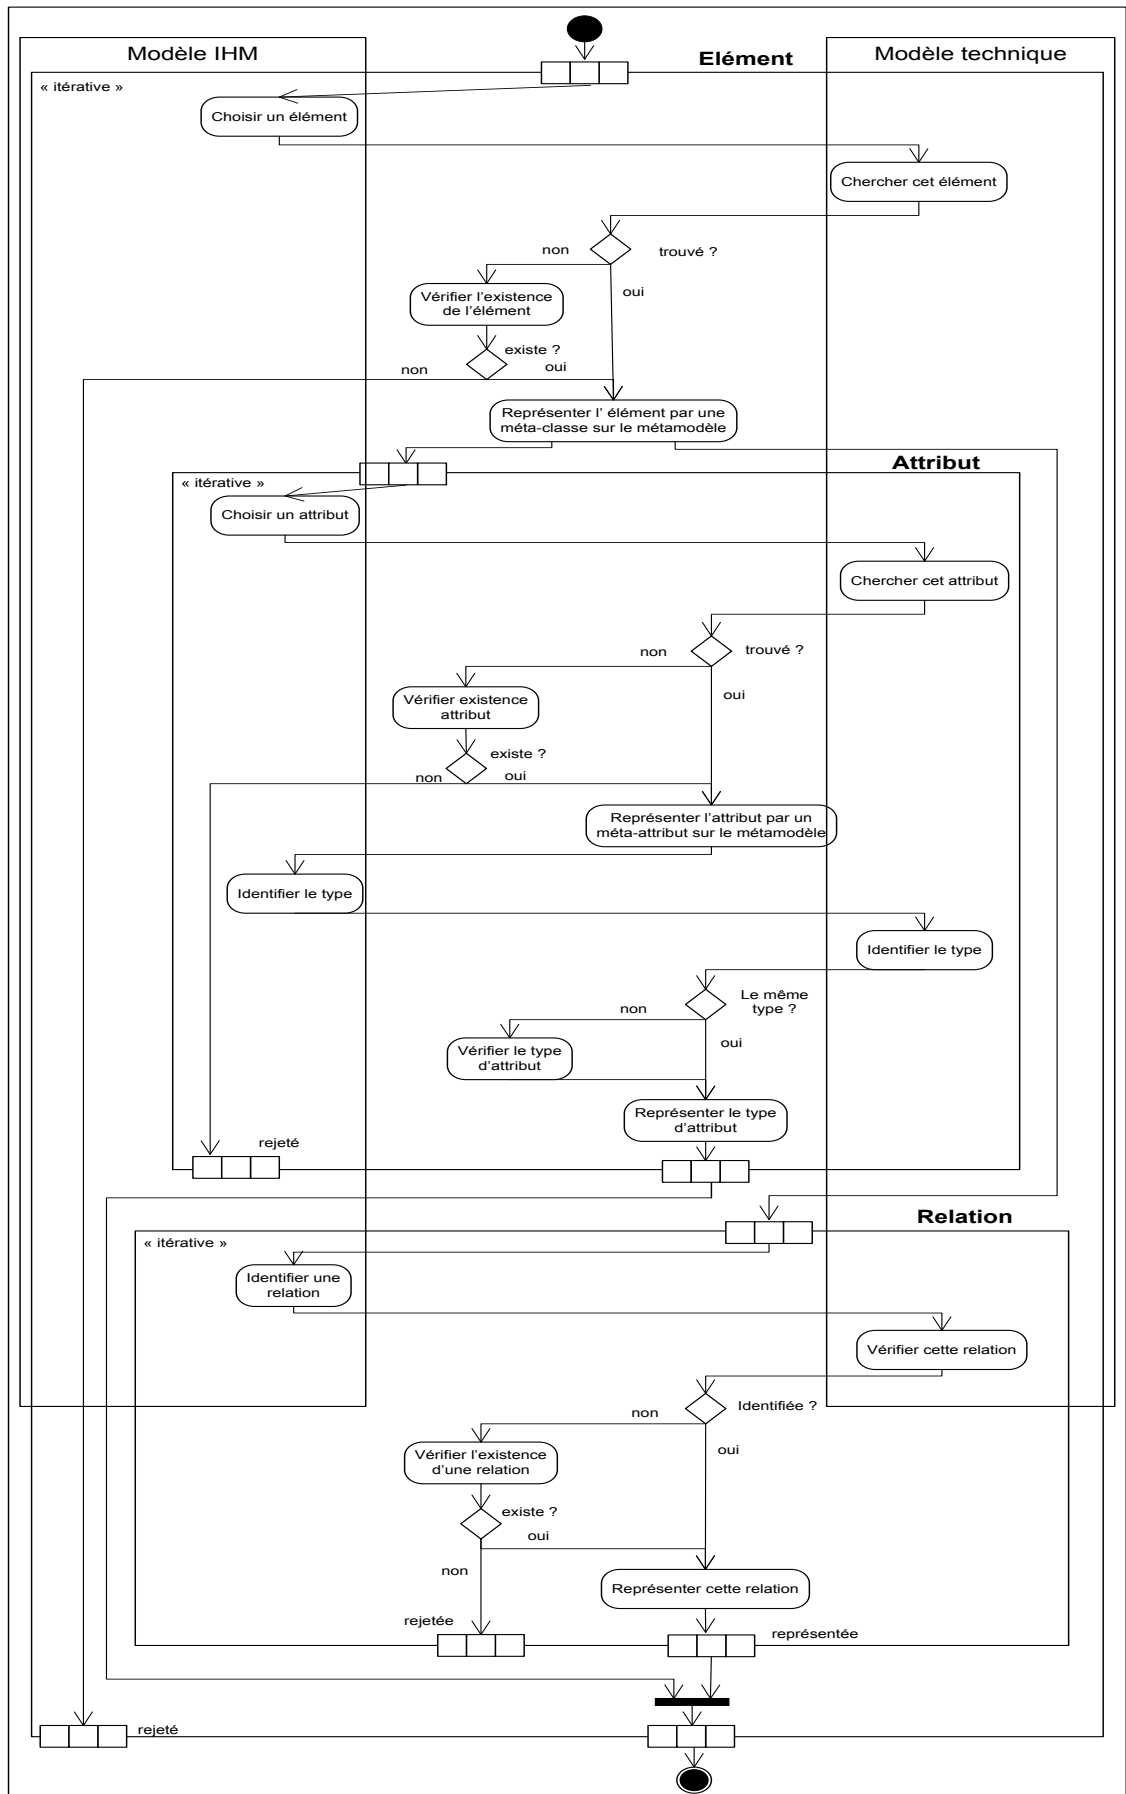 Modèle IHM
Elément
Modèle technique
« itérative »
Choisir un élément
Chercher cet élément
non
trouvé ?
oui
Vérifier l'existence
de l'élément
existe ?
non
oui
Représenter l' élément par une
méta-classe sur le métamodèle
Attribut
« itérative »
Choisir un attribut
Chercher cet attribut
non
trouvé ?
oui
Vérifier existence
attribut
existe ?
non
oui
Représenter l'attribut par un
méta-attribut sur le métamodèle
Identifier le type
Identifier le type
Le même
type ?
non
oui
Vérifier le type
d'attribut
Représenter le type
d'attribut
rejeté
Relation
« itérative »
Identifier une
relation
Vérifier cette relation
Identifiée ?
non
oui
Vérifier l'existence
d'une relation
existe ?
oui
non
Représenter cette relation
rejetée
représentée
rejeté